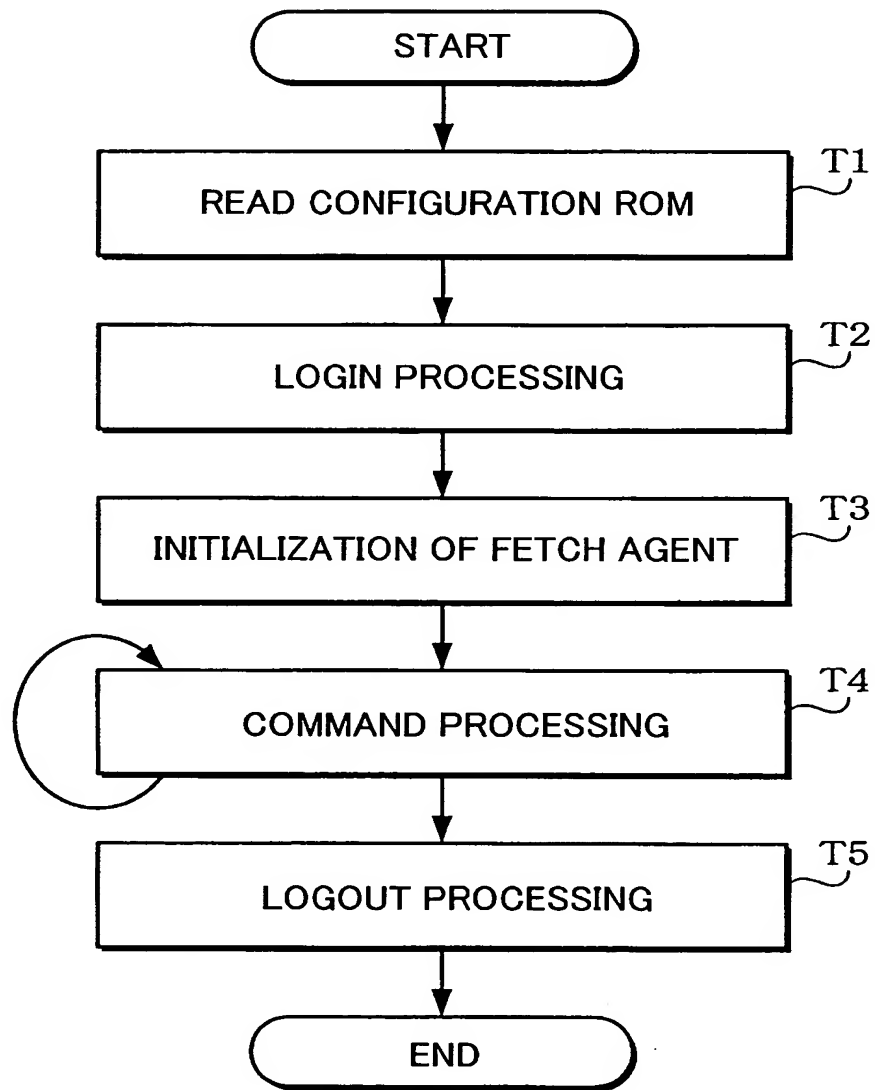 START
T1
READ CONFIGURATION ROM
T2
LOGIN PROCESSING
T3
INITIALIZATION OF FETCH AGENT
T4
COMMAND PROCESSING
T5
LOGOUT PROCESSING
END